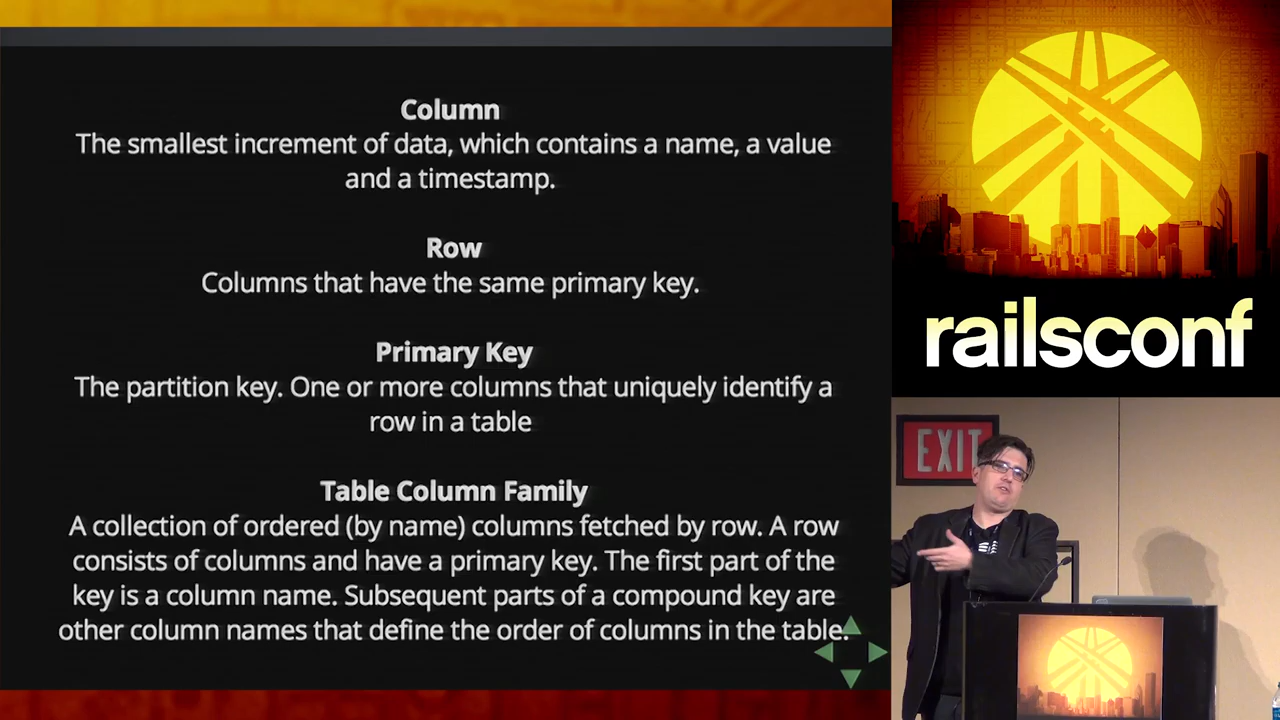 Column
The smallest increment of data, which contains a name, a value
and a timestamp.
Row
Columns that have the same primary key.
Primary Key
The partition key. One or more columns that uniquely identify a
row in a table
Table Column Family
A collection of ordered (by name) columns fetched by row. A row
consists of columns and have a primary key. The first part of the
key is a column name. Subsequent parts of a compound key are
other column names that define the order of columns in the table.
railsconf
EXIT